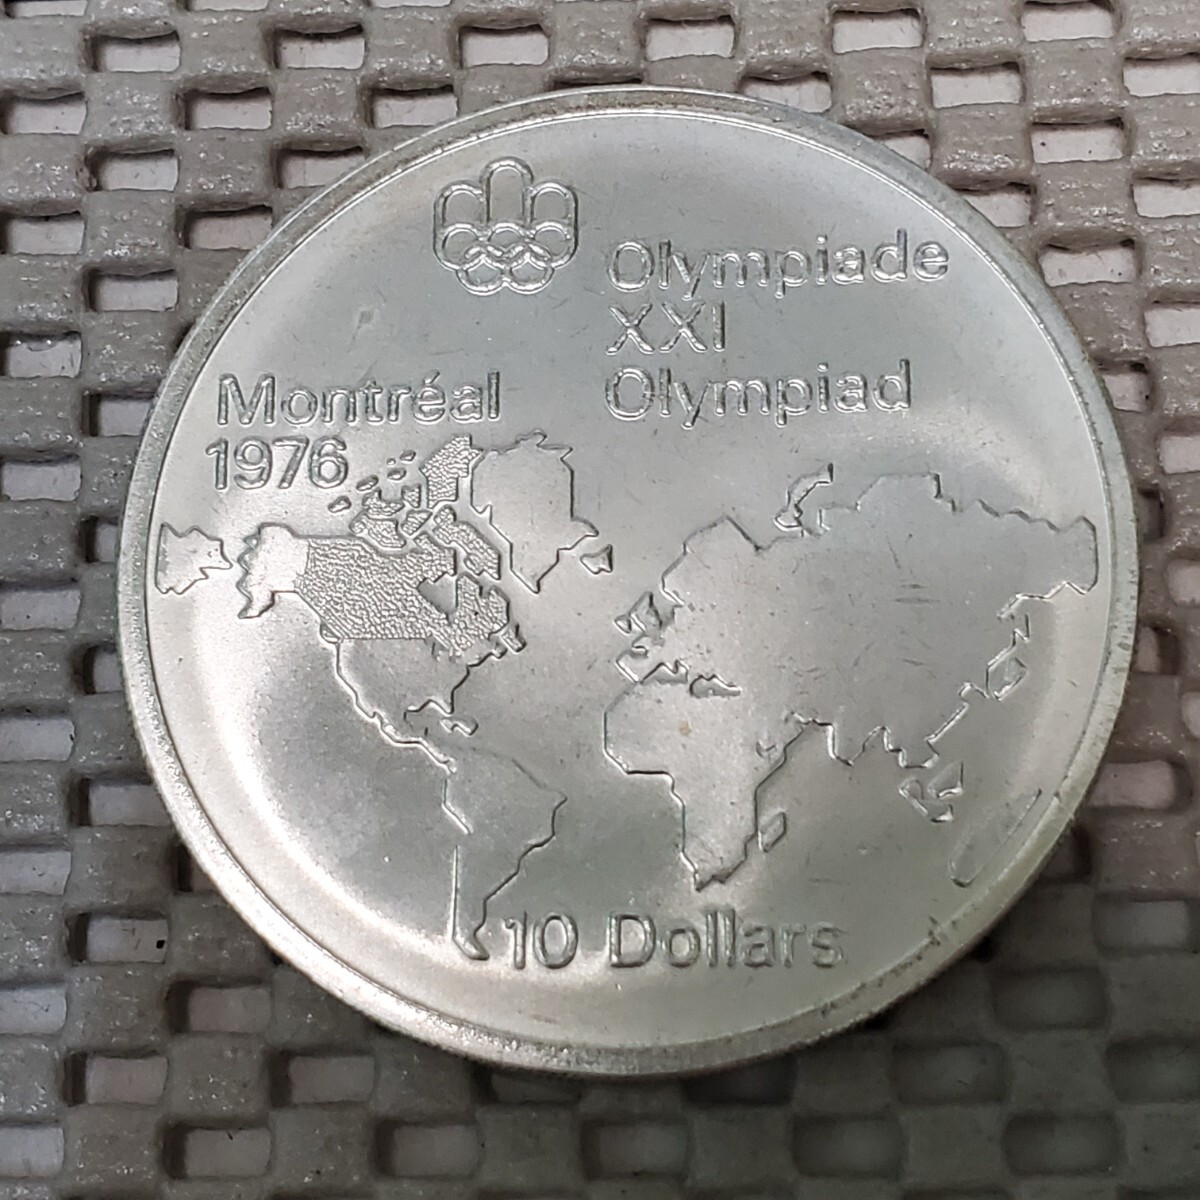 Olympiade
XXI
Olympiad
Montréal
1976
10 Dollars